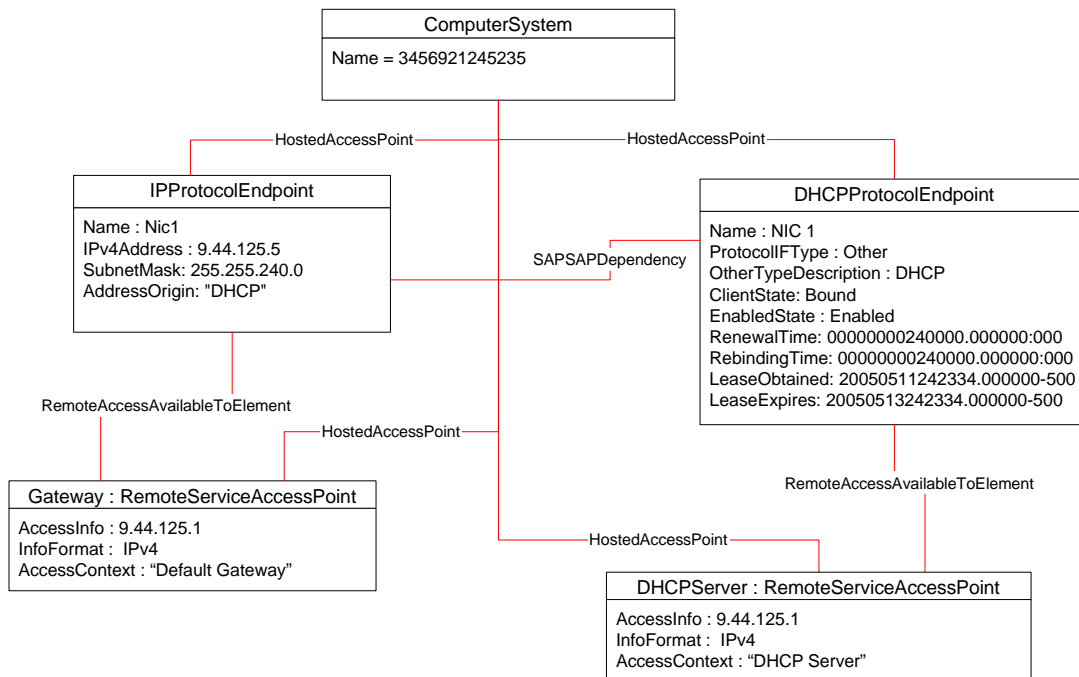 ComputerSystem
Name = 3456921245235
HostedAccessPoint
HostedAccessPoint
IPProtocolEndpoint
Name : Nic1
IPv4Address : 9.44.125.5
SubnetMask: 255.255.240.0
AddressOrigin: "DHCP"
SAPSAPDependency
DHCPProtocolEndpoint
Name : NIC 1
ProtocolIFType : Other
OtherTypeDescription : DHCP
ClientState: Bound
EnabledState : Enabled
RenewalTime: 00000000240000.000000:000
RebindingTime: 00000000240000.000000:000
LeaseObtained: 20050511242334.000000-500
LeaseExpires: 20050513242334.000000-500
RemoteAccessAvailableToElement
HostedAccessPoint
Gateway : RemoteServiceAccessPoint
AccessInfo : 9.44.125.1
InfoFormat :  IPv4
AccessContext : “Default Gateway”
RemoteAccessAvailableToElement
HostedAccessPoint
DHCPServer : RemoteServiceAccessPoint
AccessInfo : 9.44.125.1
InfoFormat :  IPv4
AccessContext : “DHCP Server”